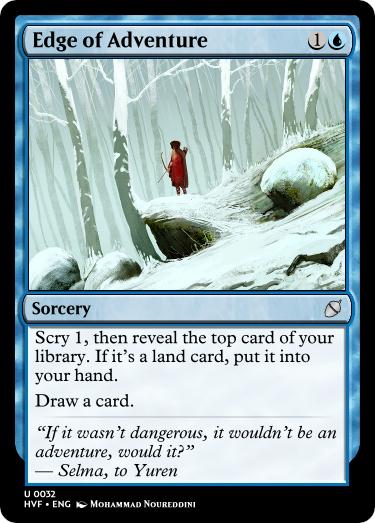 Edge of Adventure 1
Sorcery
Scry 1, then reveal the top card of your
library. If it's a land card, put it into
your hand.
Draw a card.
"If it wasn't dangerous, it wouldn't be an
adventure, would it?"
— Selma, to Yuren
U 0032
HVF • ENG Mohammad Noureddini